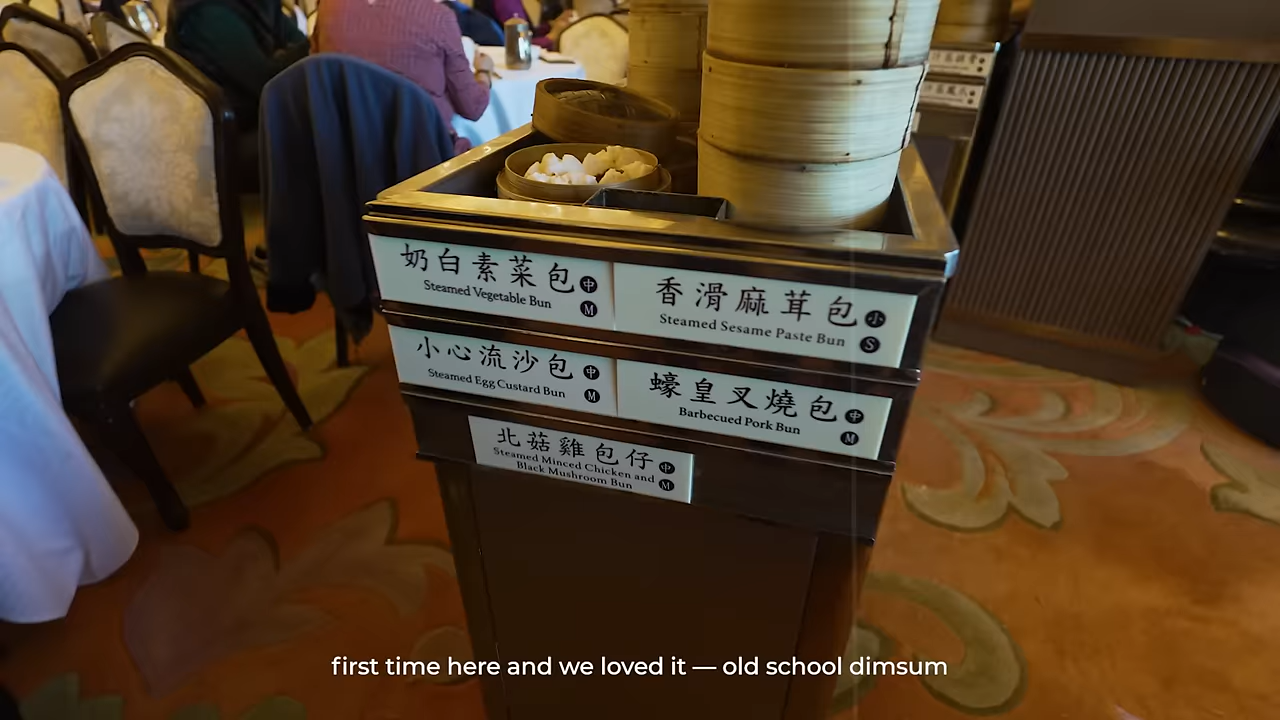 奶白素菜包 中
Steamed Vegetable Bun M
香滑麻茸包 小
Steamed Sesame Paste Bun S
小心流沙包 中
Steamed Egg Custard Bun M
蠔皇叉燒包 中
Barbecued Pork Bun M
北菇雞包仔 中
Steamed Minced Chicken and
Black Mushroom Bun M
first time here and we loved it — old school dimsum